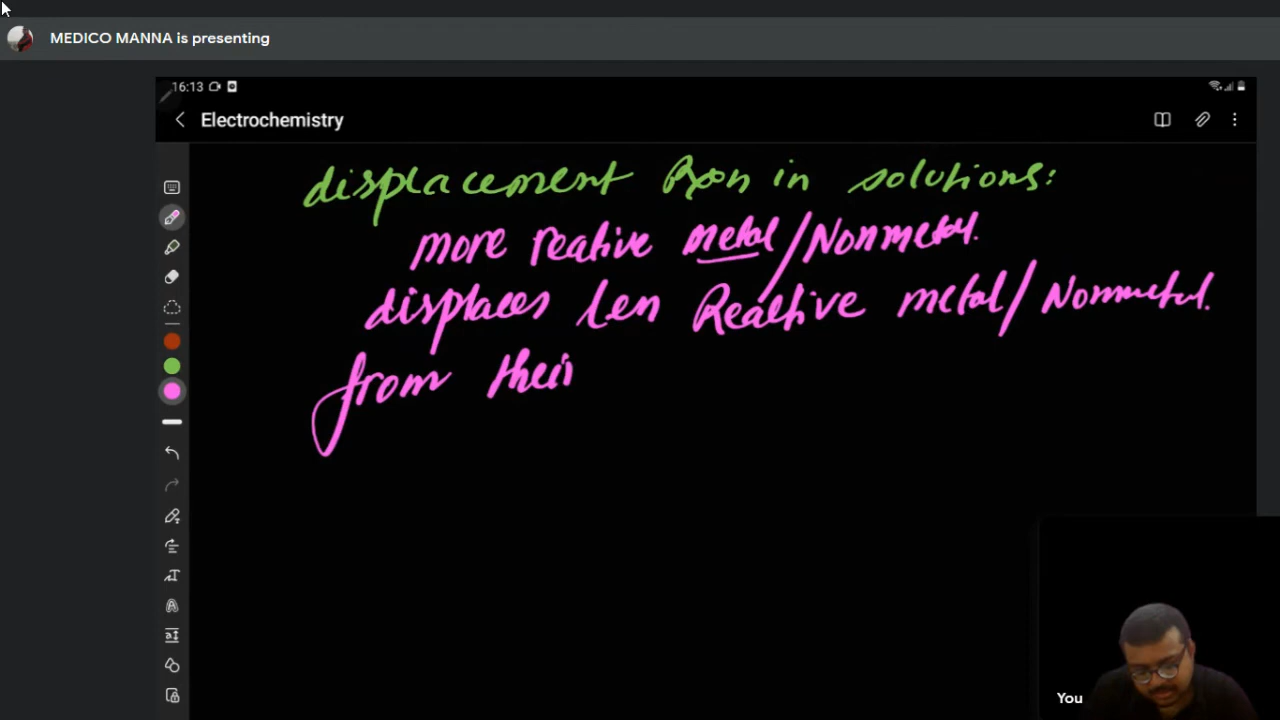 MEDICO MANNA is presenting
16:13
Electrochemistry
displacement Rxn in solutions:
more reative metal/Nonmetal.
displaces less Reactive metal/Nonmetal.
from their
You